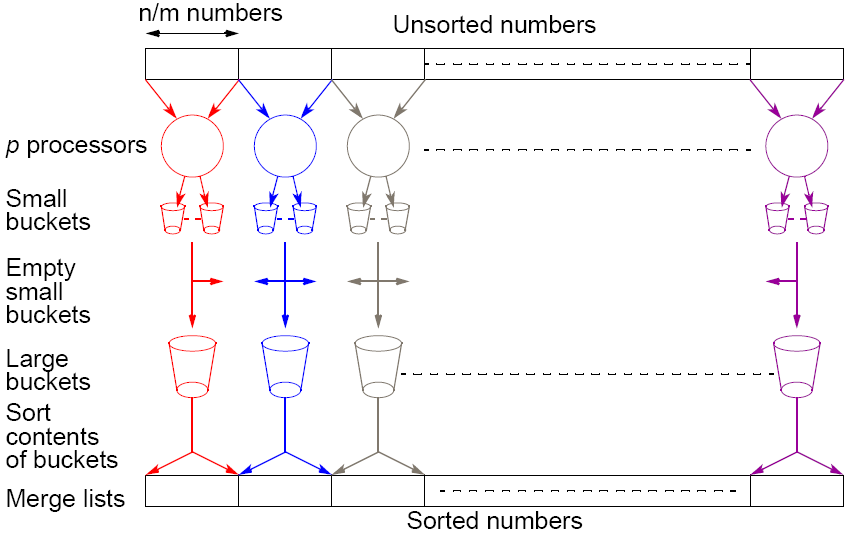 n/m numbers
Unsorted numbers
p processors
Small
buckets
Empty
small
buckets
Large
buckets
Sort
contents
of buckets
Merge lists
Sorted numbers